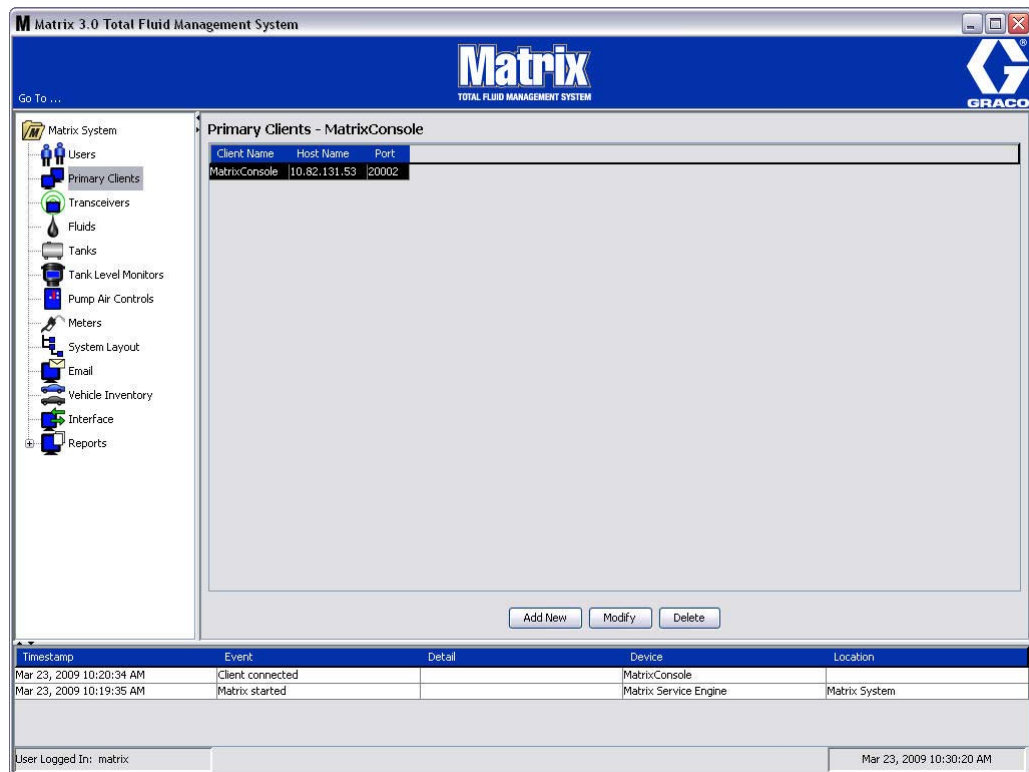 M Matrix 3.0 Total Fluid Management System
Matrix
TOTAL FLUID MANAGEMENT SYSTEM
Go To ...
GRACO
®
Matrix System
Users
Primary Clients
Transceivers
Fluids
Tanks
Tank Level Monitors
Pump Air Controls
Meters
System Layout
Email
Vehicle Inventory
Interface
Reports
Primary Clients - MatrixConsole
Client Name Host Name Port
MatrixConsole 10.82.131.53 20002
Add New Modify Delete
Timestamp Event Detail Device Location
Mar 23, 2009 10:20:34 AM Client connected MatrixConsole
Mar 23, 2009 10:19:35 AM Matrix started Matrix Service Engine Matrix System
User Logged In: matrix Mar 23, 2009 10:30:20 AM